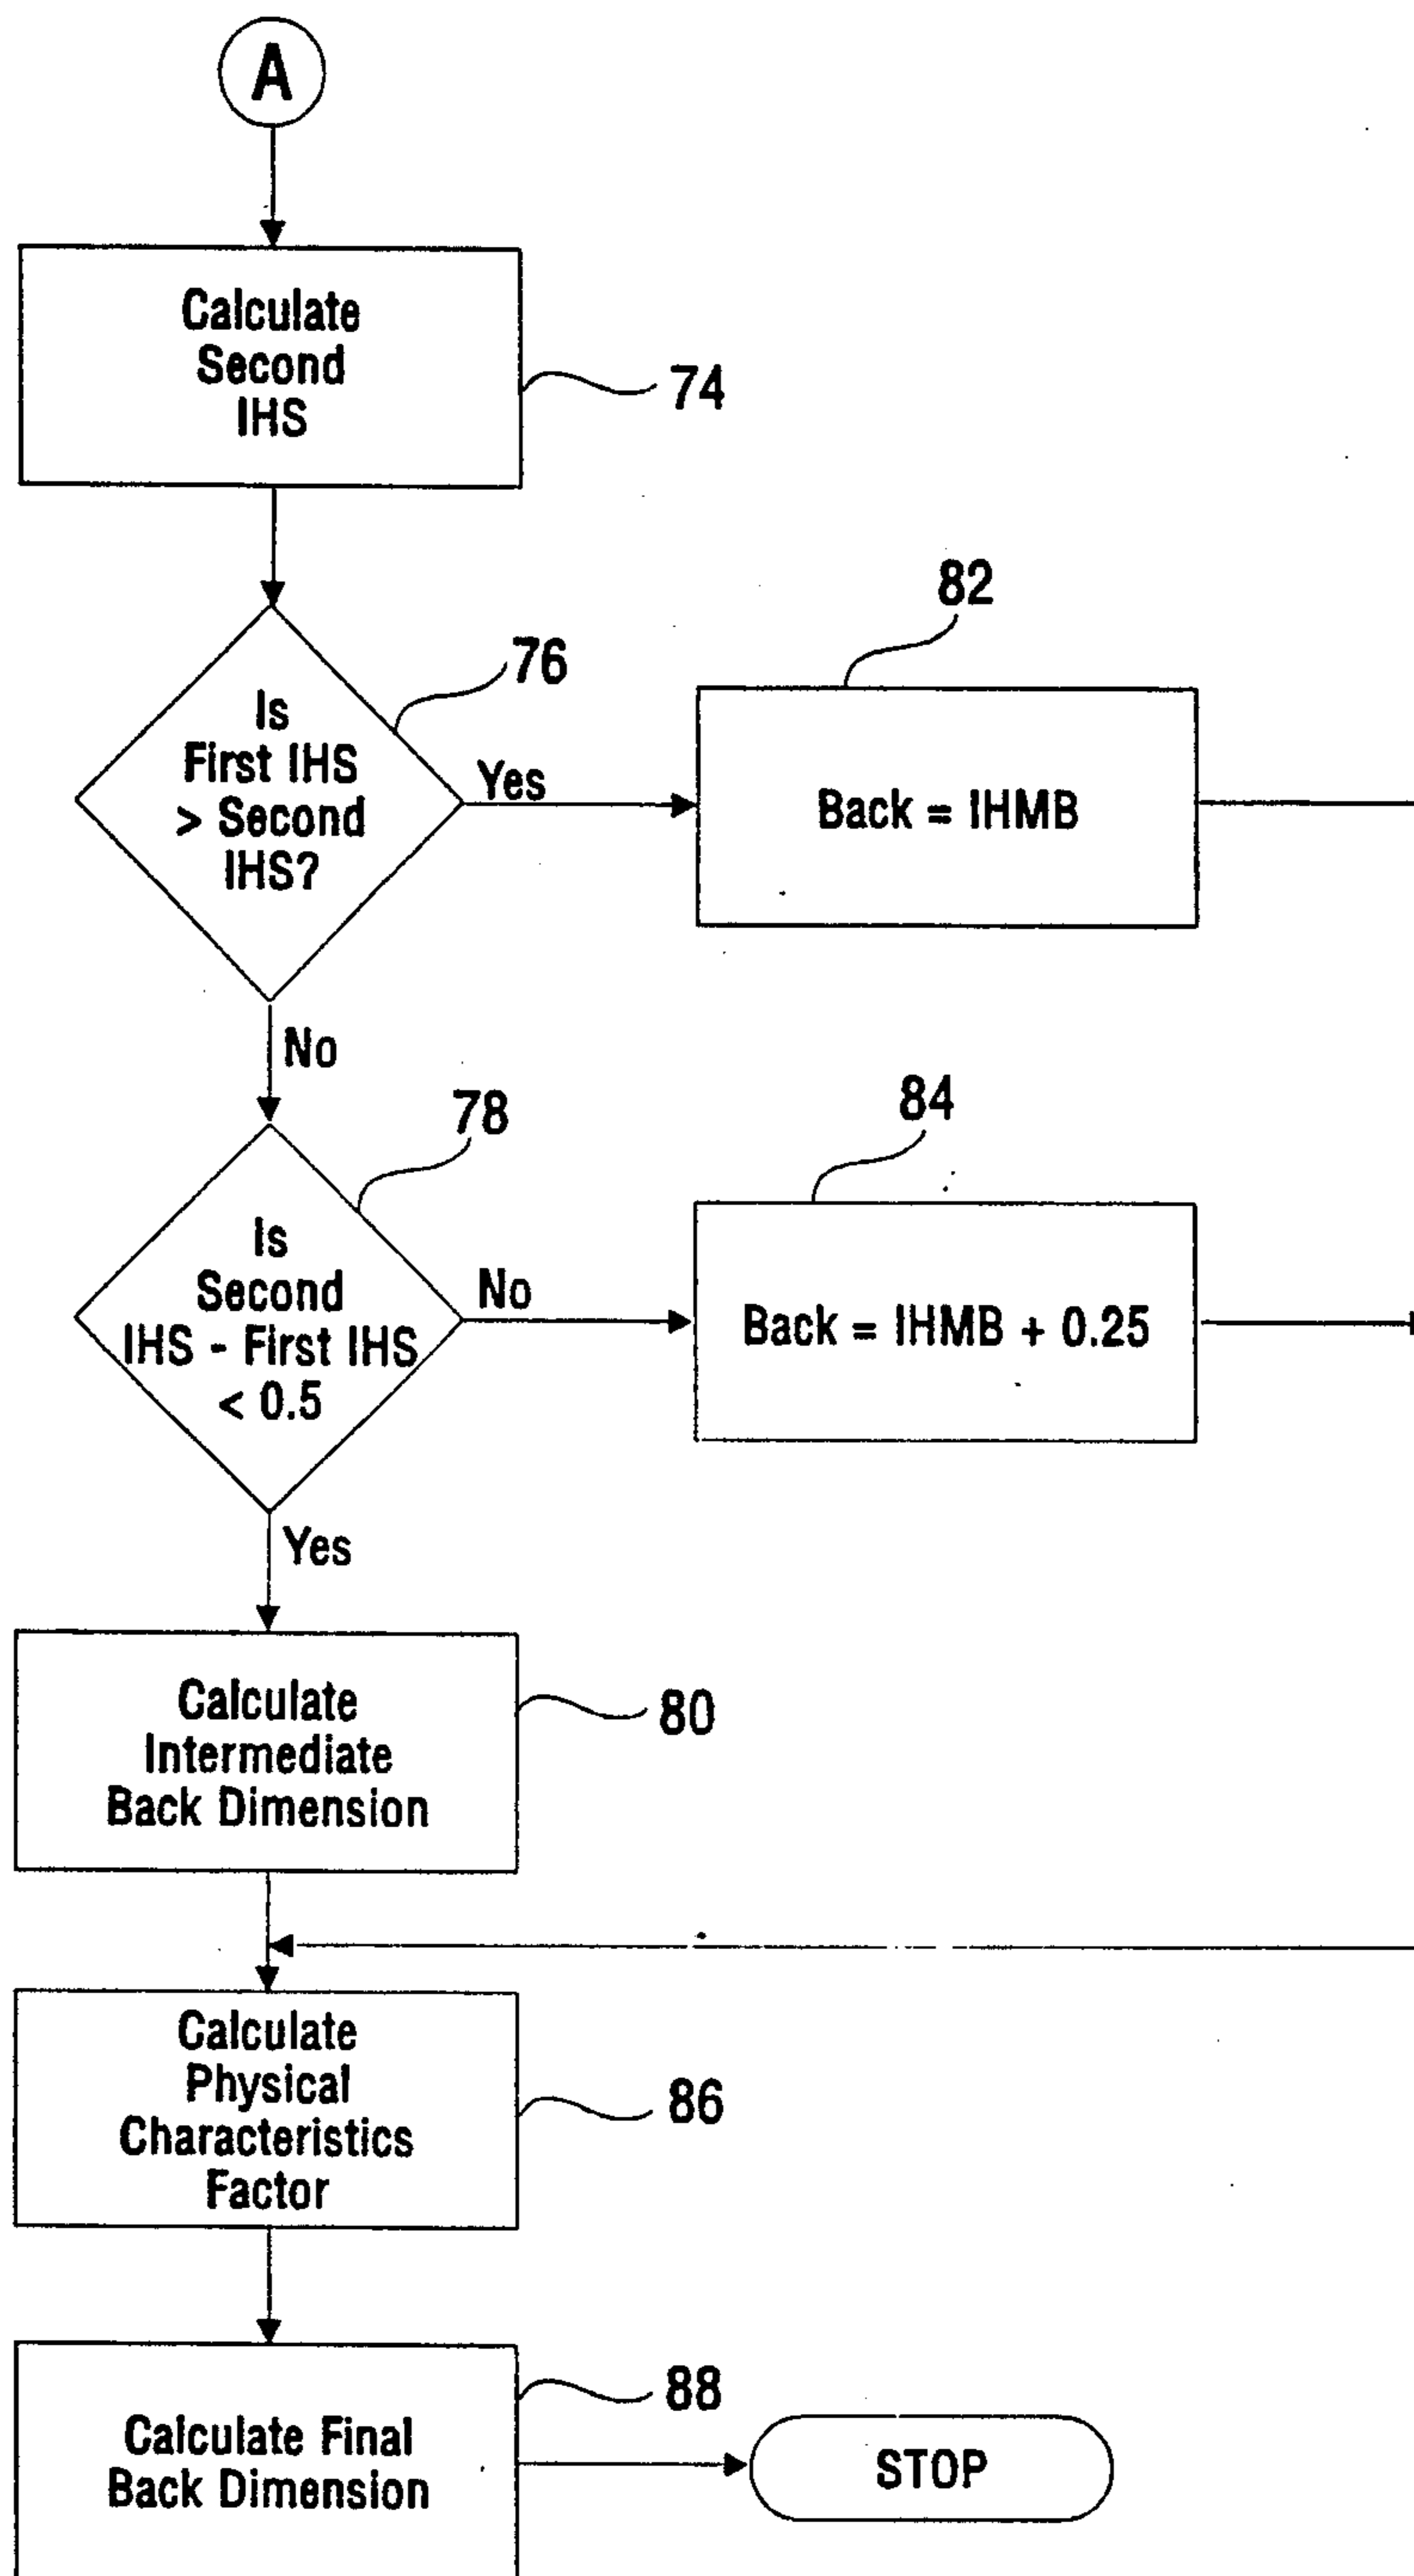 A
Calculate
Second
IHS
74
Is
First IHS
> Second
IHS?
76
Yes
82
Back = IHMB
No
78
Is
Second
IHS - First IHS
< 0.5
No
84
Back = IHMB + 0.25
Yes
Calculate
Intermediate
Back Dimension
80
Calculate
Physical
Characteristics
Factor
86
Calculate Final
Back Dimension
88
STOP